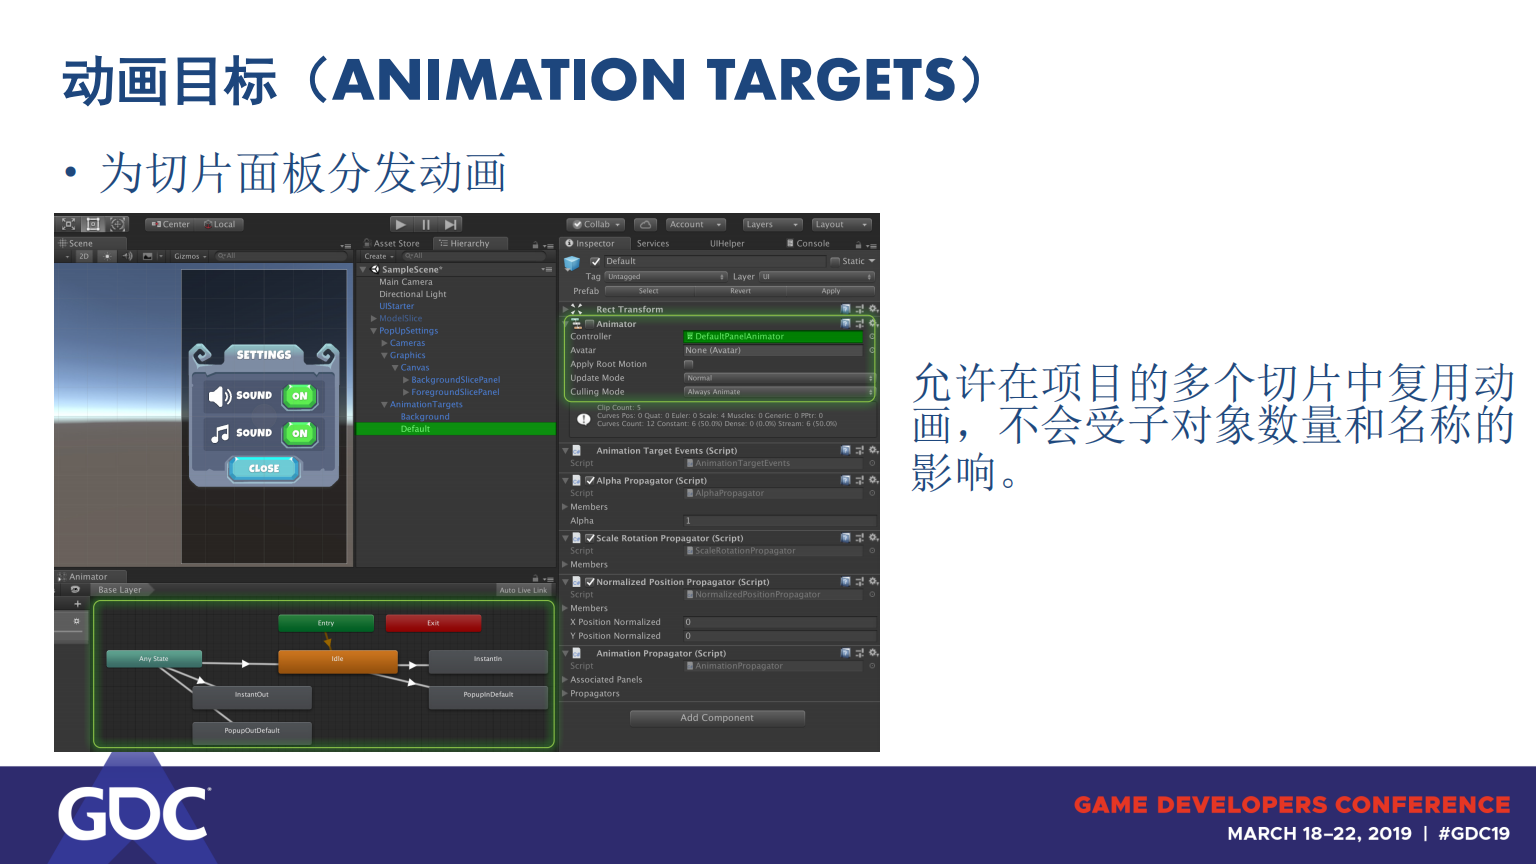 动画目标（ANIMATION TARGETS）
• 为切片面板分发动画
Center Local
Collab Account Layers Layout
Scene
Asset Store Hierarchy
Inspector Services UIHelper Console
2D Gizmos All
Create All
SampleScene*
Main Camera
Directional Light
UIStarter
ModelSlice
PopUpSettings
Cameras
Graphics
Canvas
BackgroundSlicePanel
ForegroundSlicePanel
AnimationTargets
Background
Default
SETTINGS
SOUND ON
SOUND ON
CLOSE
Default Static
Tag Untagged Layer UI
Prefab Select Revert Apply
Rect Transform
Animator
Controller DefaultPanelAnimator
Avatar None (Avatar)
Apply Root Motion
Update Mode Normal
Culling Mode Always Animate
Clip Count: 5
Curves Pos: 0 Quat: 0 Euler: 0 Scale: 4 Muscles: 0 Generic: 0 PPtr: 0
Curves Count: 12 Constant: 6 (50.0%) Dense: 0 (0.0%) Stream: 6 (50.0%)
Animation Target Events (Script)
Script AnimationTargetEvents
Alpha Propagator (Script)
Script AlphaPropagator
Members
Alpha 1
Scale Rotation Propagator (Script)
Script ScaleRotationPropagator
Members
Normalized Position Propagator (Script)
Script NormalizedPositionPropagator
Members
X Position Normalized 0
Y Position Normalized 0
Animation Propagator (Script)
Script AnimationPropagator
Associated Panels
Propagators
Add Component
Animator
Base Layer Auto Live Link
Entry Exit
Any State Idle InstantIn
InstantOut PopupInDefault
PopupOutDefault
允许在项目的多个切片中复用动
画，不会受子对象数量和名称的
影响。
GDC
GAME DEVELOPERS CONFERENCE
MARCH 18–22, 2019 | #GDC19